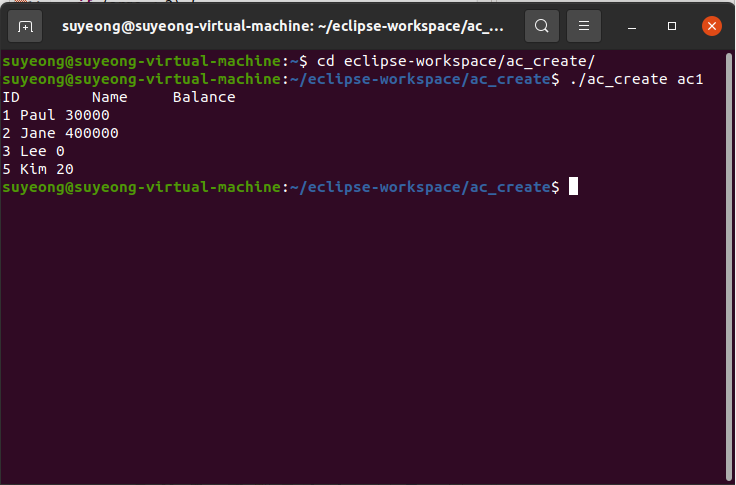 suyeong@suyeong-virtual-machine: ~/eclipse-workspace/ac_...
suyeong@suyeong-virtual-machine:~$ cd eclipse-workspace/ac_create/
suyeong@suyeong-virtual-machine:~/eclipse-workspace/ac_create$ ./ac_create ac1
ID        Name     Balance
1 Paul 30000
2 Jane 400000
3 Lee 0
5 Kim 20
suyeong@suyeong-virtual-machine:~/eclipse-workspace/ac_create$